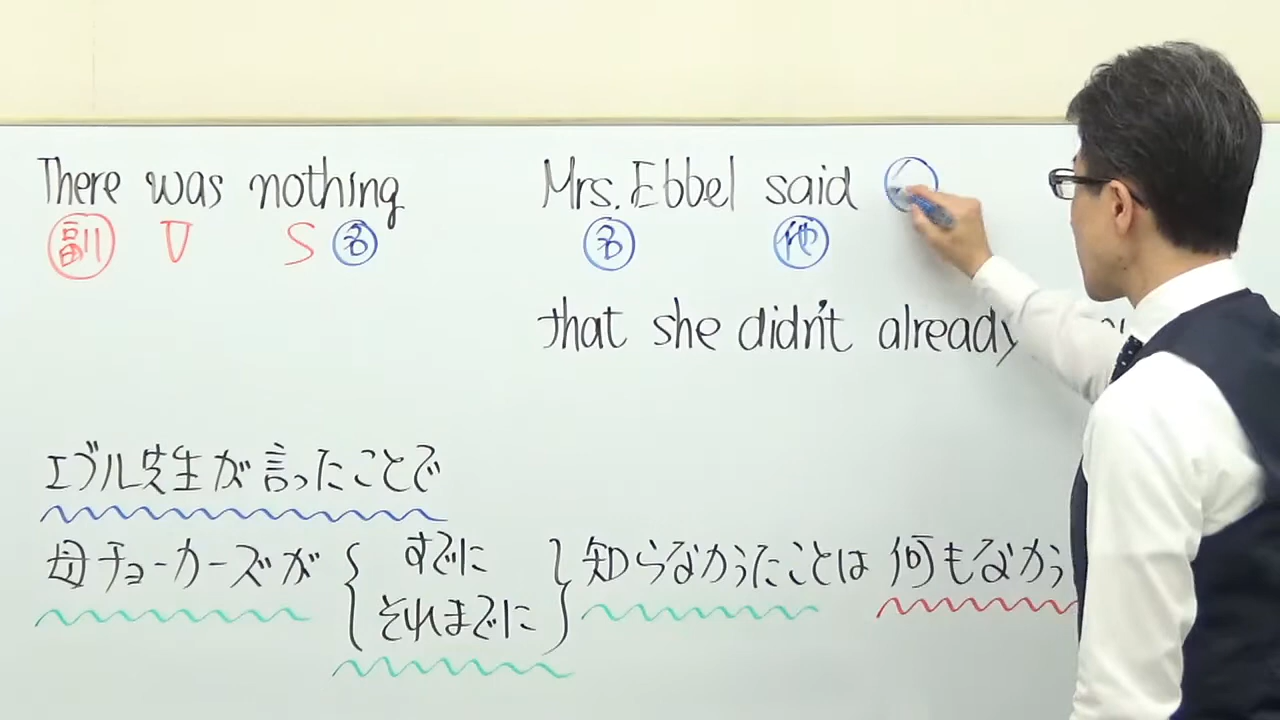 There was nothing
Mrs. Ebbel said
副 V S 名
名 他
that she didn't already
エブル先生が言ったことで
母チョーカーズが { すでに それまでに } 知らなかったことは 何もなかっ